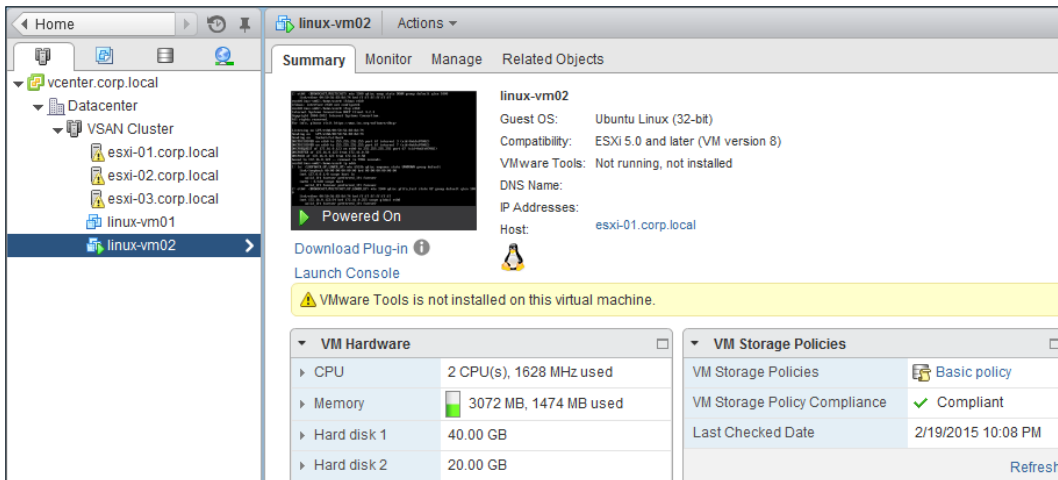 Home
linux-vm02 Actions
Summary Monitor Manage Related Objects
vcenter.corp.local
Datacenter
VSAN Cluster
esxi-01.corp.local
esxi-02.corp.local
esxi-03.corp.local
linux-vm01
linux-vm02
Powered On
Download Plug-in
Launch Console
linux-vm02
Guest OS: Ubuntu Linux (32-bit)
Compatibility: ESXi 5.0 and later (VM version 8)
VMware Tools: Not running, not installed
DNS Name:
IP Addresses:
Host: esxi-01.corp.local
VMware Tools is not installed on this virtual machine.
VM Hardware
CPU 2 CPU(s), 1628 MHz used
Memory 3072 MB, 1474 MB used
Hard disk 1 40.00 GB
Hard disk 2 20.00 GB
VM Storage Policies
VM Storage Policies Basic policy
VM Storage Policy Compliance Compliant
Last Checked Date 2/19/2015 10:08 PM
Refresh